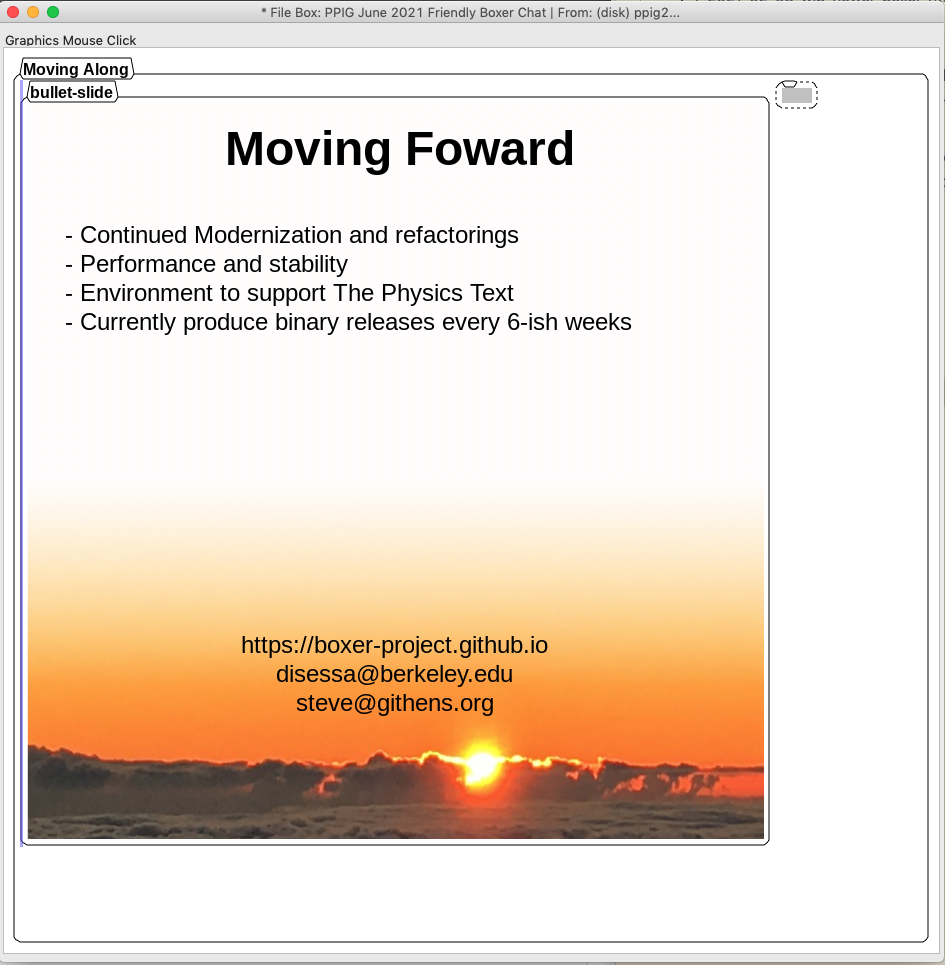 * File Box: PPIG June 2021 Friendly Boxer Chat | From: (disk) ppig2...
Graphics Mouse Click
Moving Along
bullet-slide
Moving Foward
- Continued Modernization and refactorings
- Performance and stability
- Environment to support The Physics Text
- Currently produce binary releases every 6-ish weeks
https://boxer-project.github.io
disessa@berkeley.edu
steve@githens.org